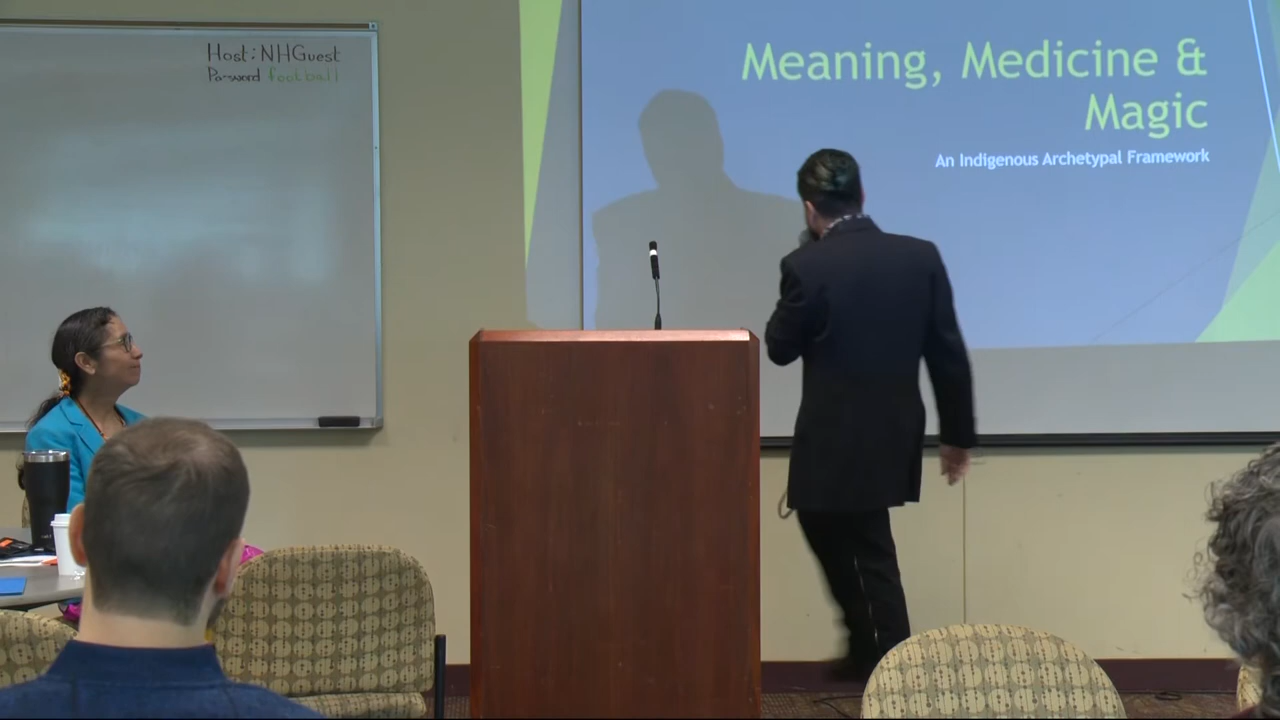 Host: NHGuest
Password football
Meaning, Medicine &
Magic
An Indigenous Archetypal Framework